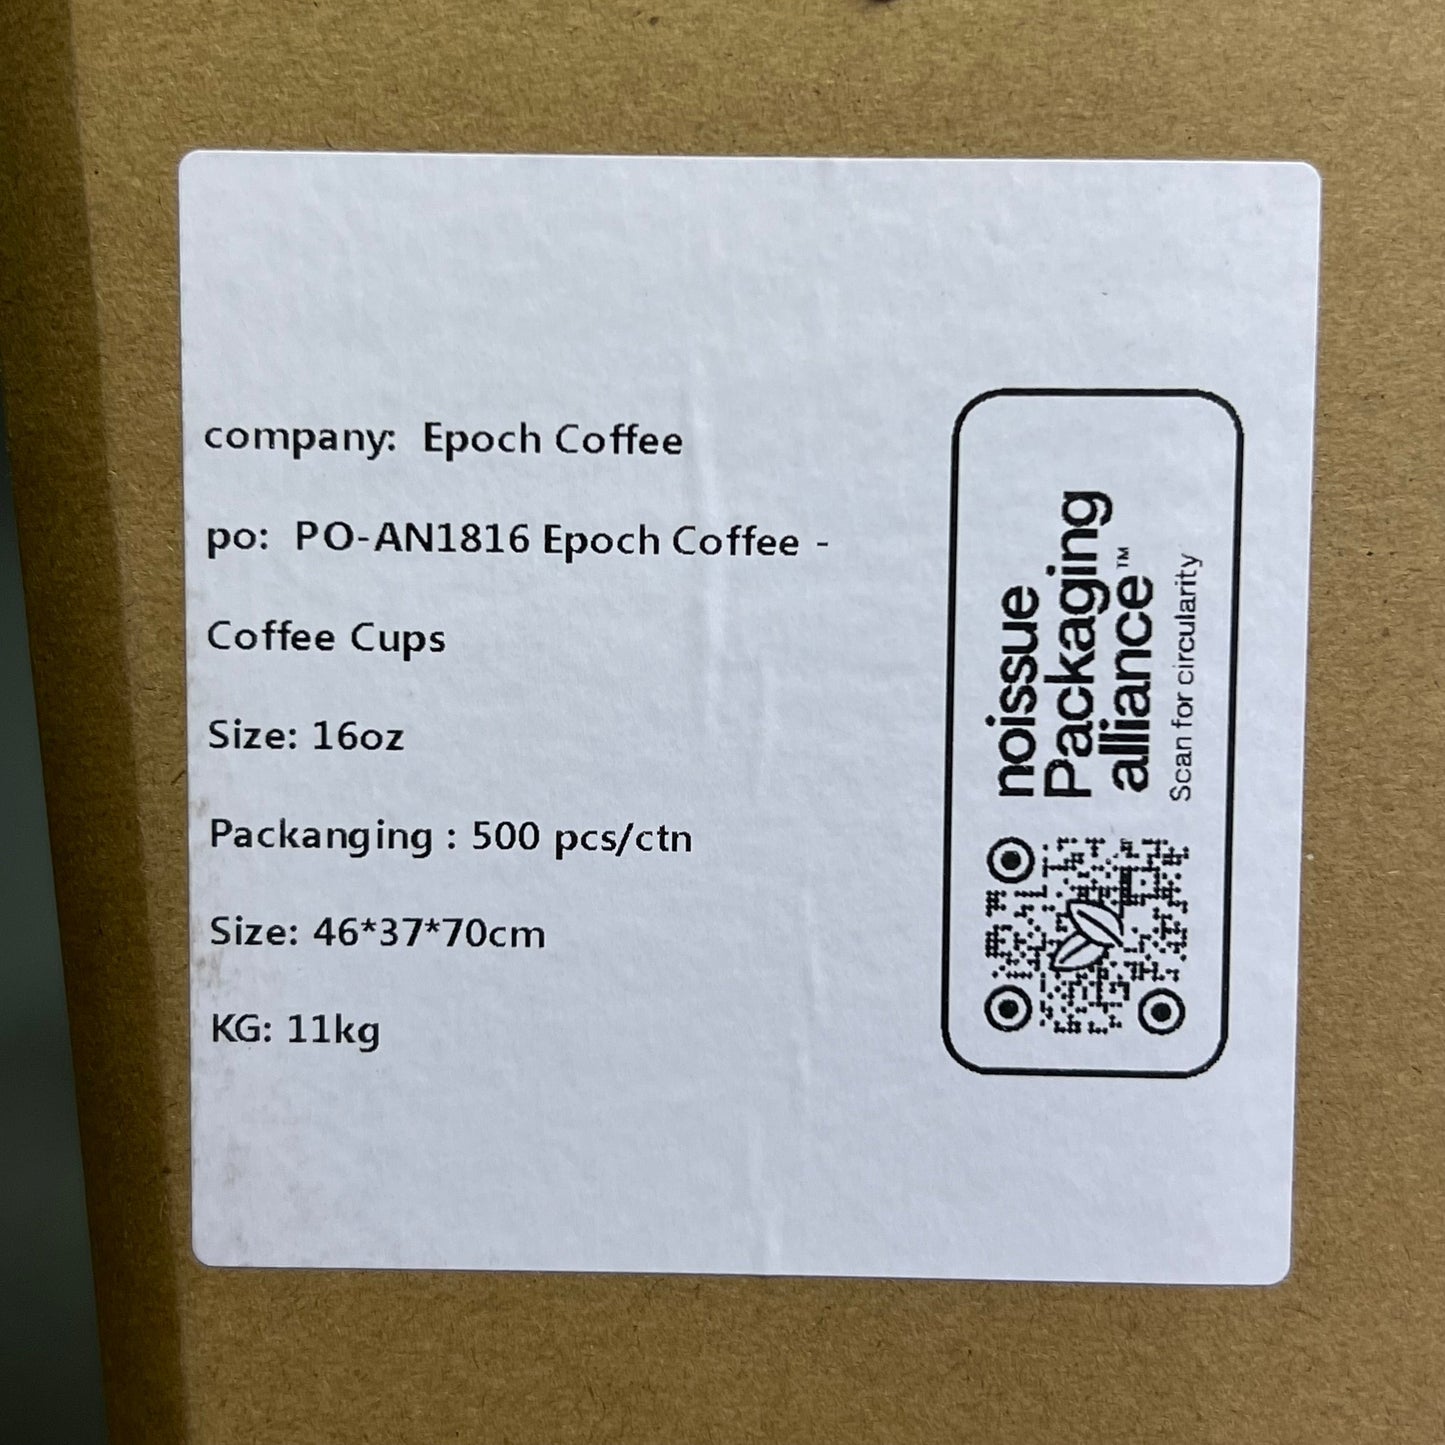 company: Epoch Coffee
po: PO-AN1816 Epoch Coffee -
Coffee Cups
Size: 16oz
Packanging : 500 pcs/ctn
Size: 46*37*70cm
KG: 11kg
noissue
Packaging
alliance™
Scan for circularity